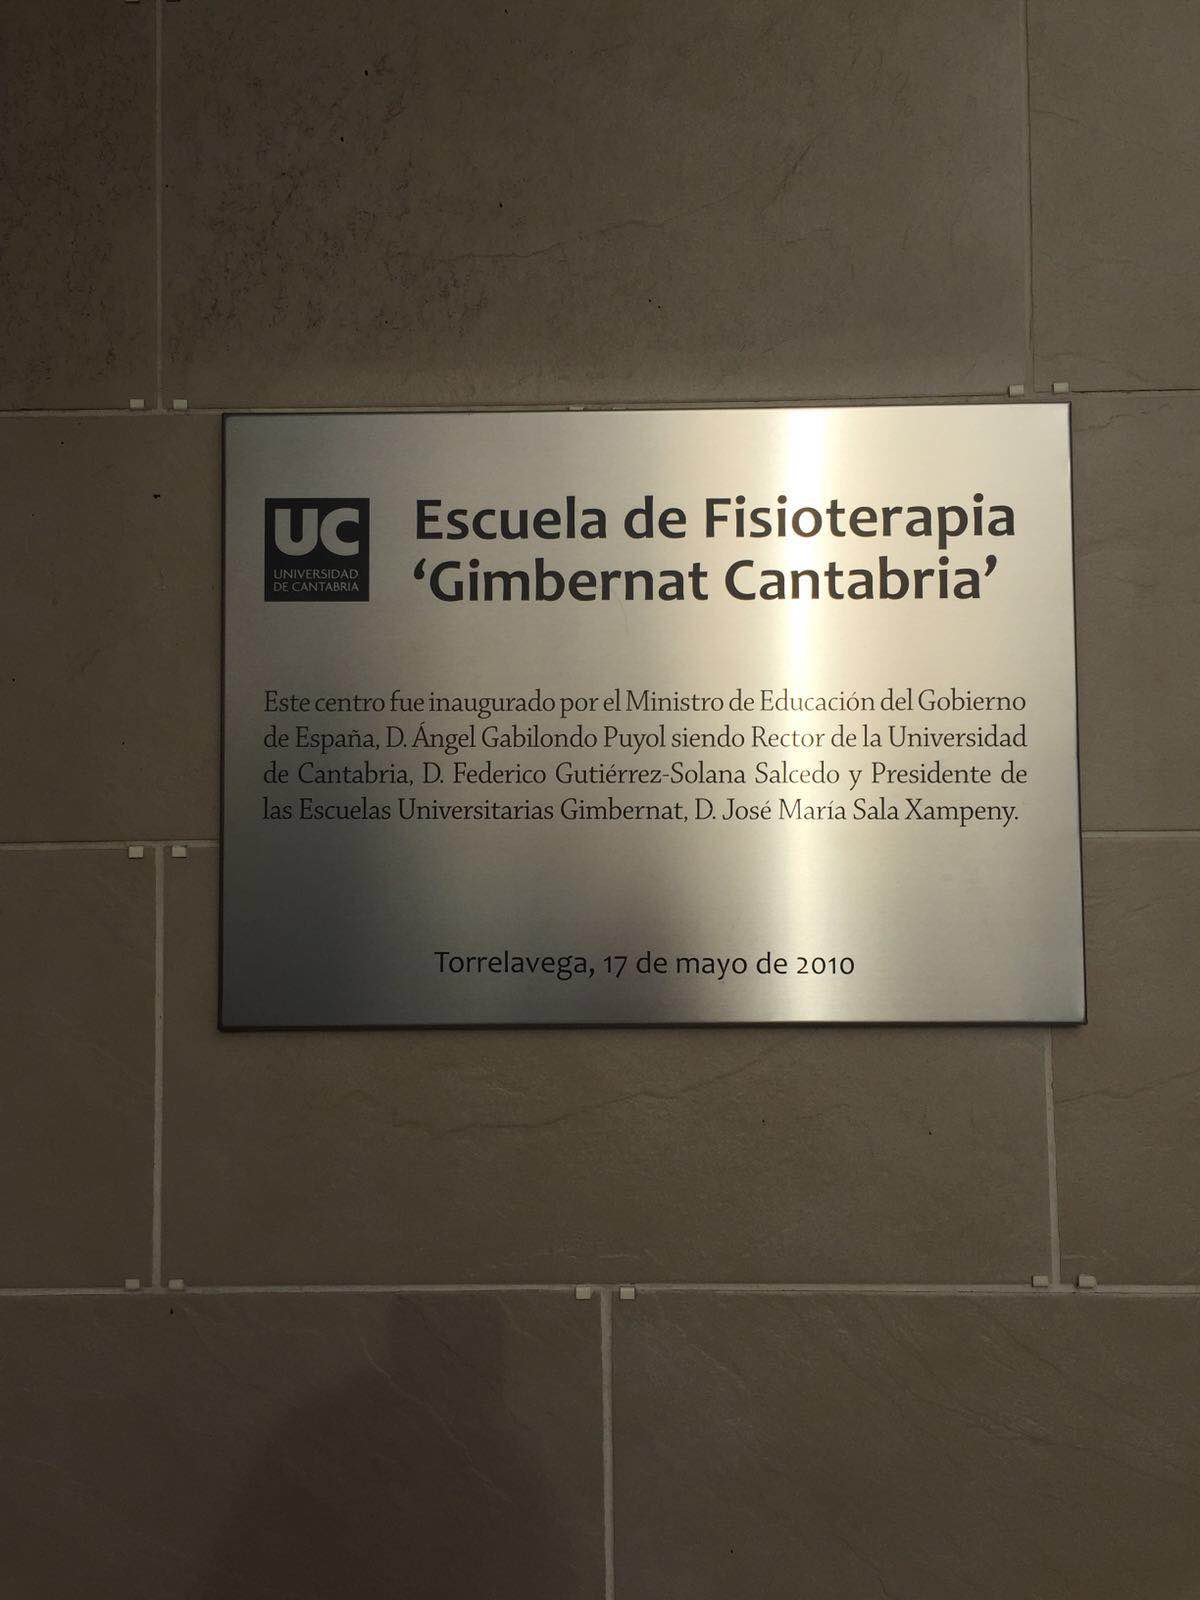 UC
UNIVERSIDAD
DE CANTABRIA
Escuela de Fisioterapia
‘Gimbernat Cantabria’
Este centro fue inaugurado por el Ministro de Educación del Gobierno
de España, D. Ángel Gabilondo Puyol siendo Rector de la Universidad
de Cantabria, D. Federico Gutiérrez-Solana Salcedo y Presidente de
las Escuelas Universitarias Gimbernat, D. José María Sala Xampeny.
Torrelavega, 17 de mayo de 2010